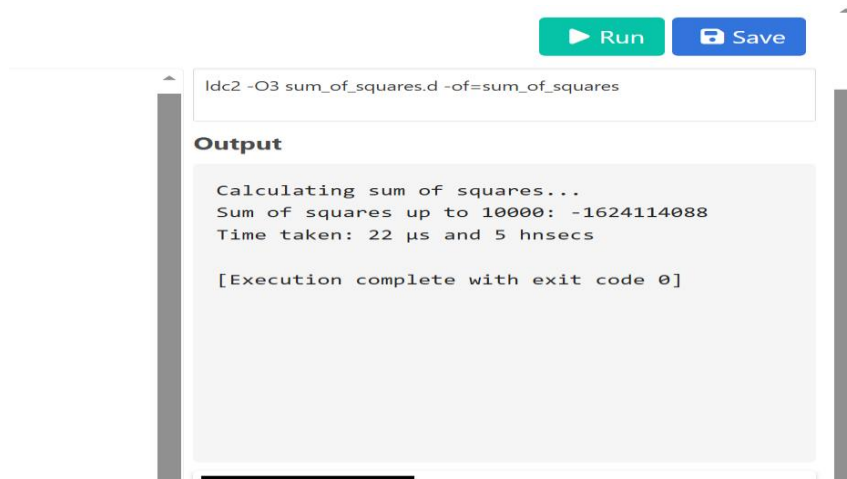 Run Save
ldc2 -O3 sum_of_squares.d -of=sum_of_squares
Output
Calculating sum of squares...
Sum of squares up to 10000: -1624114088
Time taken: 22 μs and 5 hnsecs
[Execution complete with exit code 0]